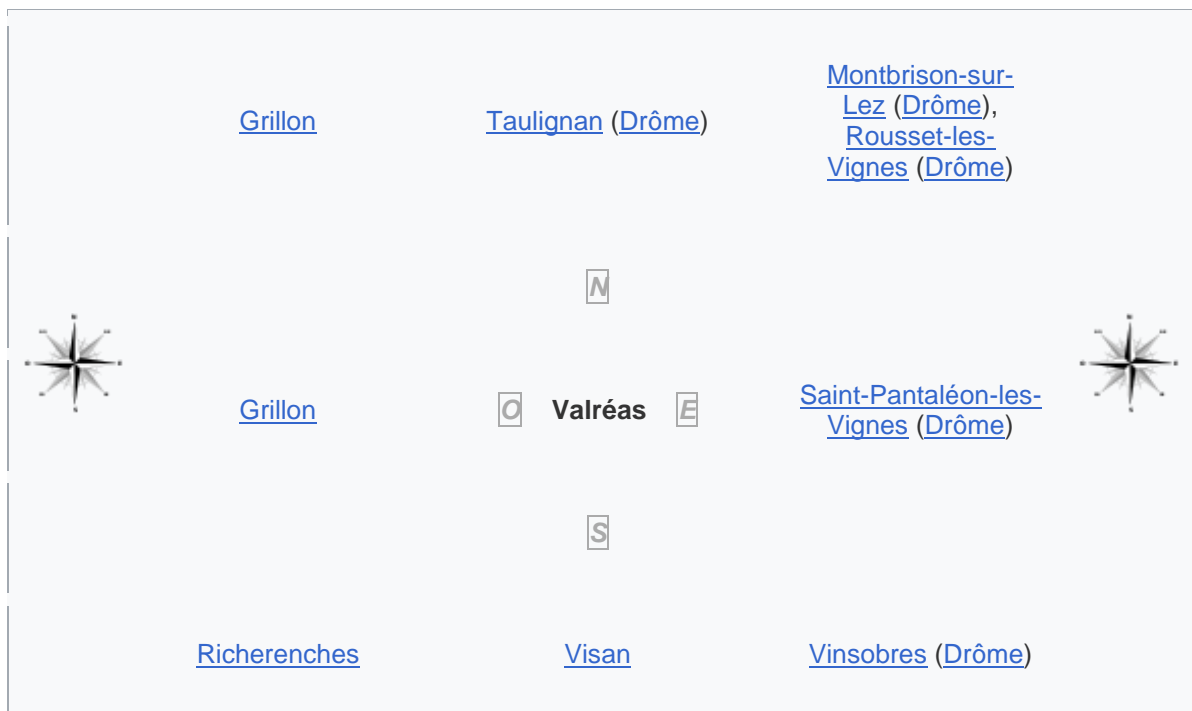 Montbrison-sur-
Lez (Drôme),
Grillon Taulignan (Drôme)
Rousset-les-
Vignes (Drôme)
N
Saint-Pantaléon-les-
Grillon O Valréas E
Vignes (Drôme)
S
Richerenches Visan Vinsobres (Drôme)